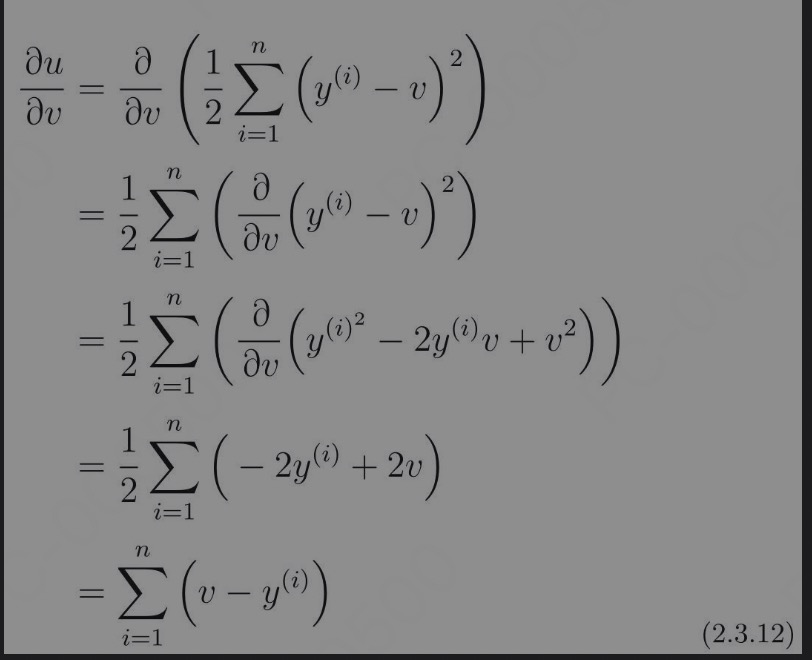 ∂u/∂v = ∂/∂v ( 1/2 ∑_{i=1}^{n} ( y^{(i)} − v )^2 )
= 1/2 ∑_{i=1}^{n} ( ∂/∂v ( y^{(i)} − v )^2 )
= 1/2 ∑_{i=1}^{n} ( ∂/∂v ( y^{(i)^2} − 2y^{(i)}v + v^2 ) )
= 1/2 ∑_{i=1}^{n} ( − 2y^{(i)} + 2v )
= ∑_{i=1}^{n} ( v − y^{(i)} )
(2.3.12)